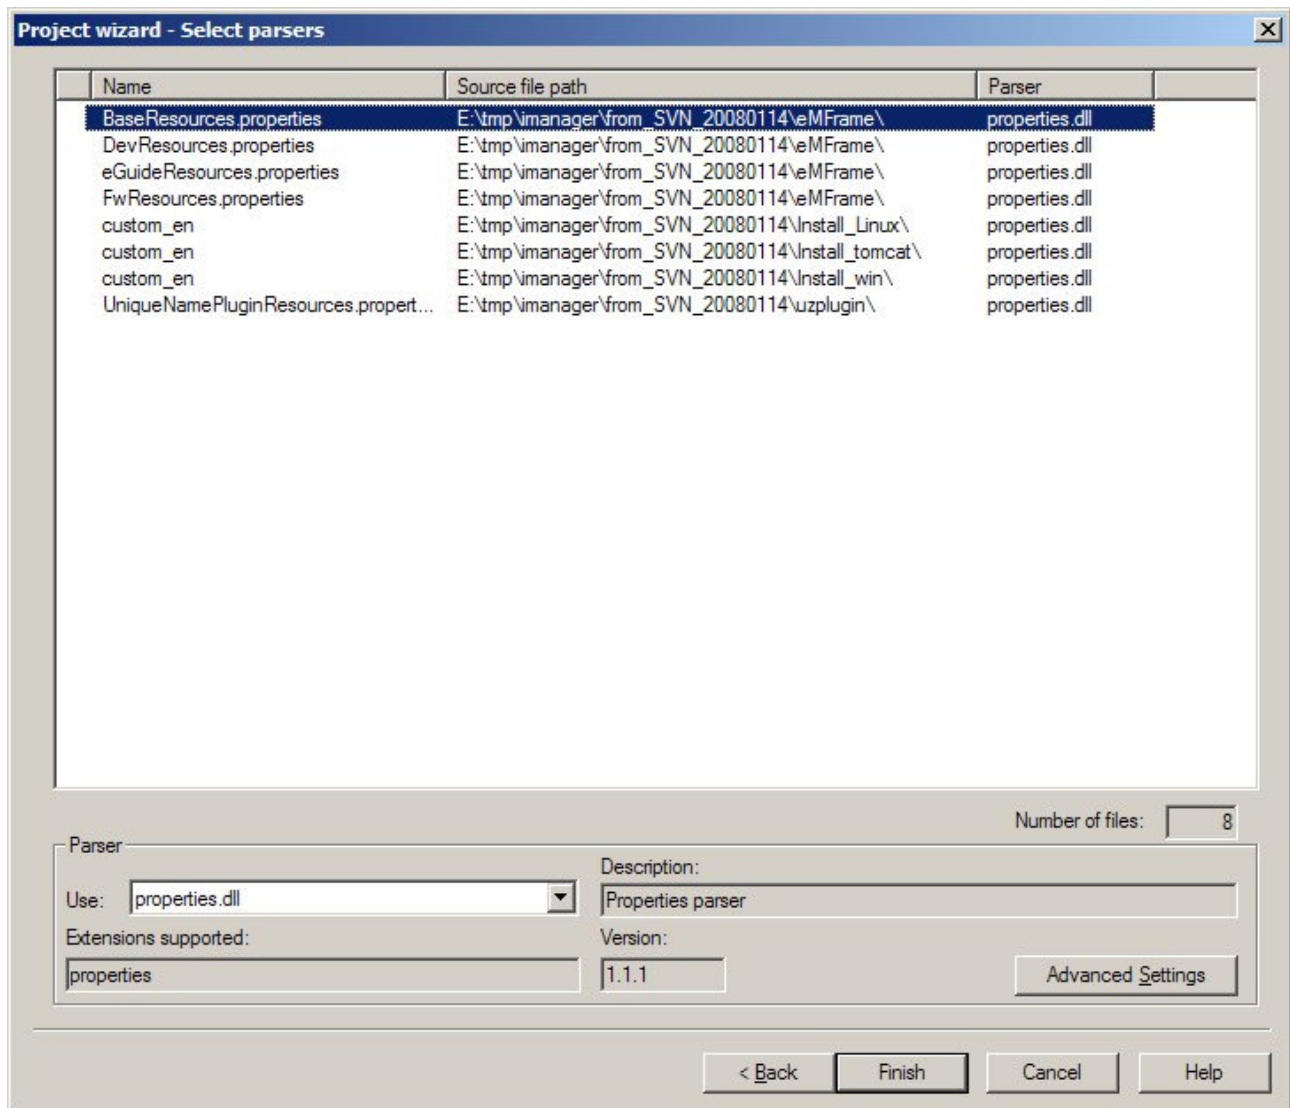 Project wizard - Select parsers
Name Source file path Parser
BaseResources.properties E:\tmp\imanager\from_SVN_20080114\eMFrame\ properties.dll
DevResources.properties E:\tmp\imanager\from_SVN_20080114\eMFrame\ properties.dll
eGuideResources.properties E:\tmp\imanager\from_SVN_20080114\eMFrame\ properties.dll
FwResources.properties E:\tmp\imanager\from_SVN_20080114\eMFrame\ properties.dll
custom_en E:\tmp\imanager\from_SVN_20080114\Install_Linux\ properties.dll
custom_en E:\tmp\imanager\from_SVN_20080114\Install_tomcat\ properties.dll
custom_en E:\tmp\imanager\from_SVN_20080114\Install_win\ properties.dll
UniqueNamePluginResources.propert... E:\tmp\imanager\from_SVN_20080114\uzplugin\ properties.dll
Number of files: 8
Parser
Description:
Use: properties.dll Properties parser
Extensions supported: Version:
properties 1.1.1 Advanced Settings
< Back Finish Cancel Help